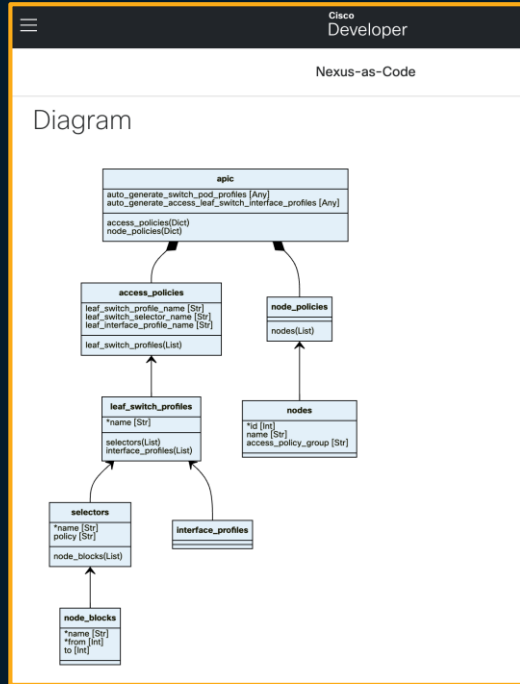 Cisco
Developer
Nexus-as-Code
Diagram
apic
auto_generate_switch_pod_profiles [Any]
auto_generate_access_leaf_switch_interface_profiles [Any]
access_policies(Dict)
node_policies(Dict)
access_policies
leaf_switch_profile_name [Str]
leaf_switch_selector_name [Str]
leaf_interface_profile_name [Str]
leaf_switch_profiles(List)
node_policies
nodes(List)
leaf_switch_profiles
*name [Str]
selectors(List)
interface_profiles(List)
nodes
*id [Int]
name [Str]
access_policy_group [Str]
selectors
*name [Str]
policy [Str]
node_blocks(List)
interface_profiles
node_blocks
*name [Str]
*from [Int]
to [Int]